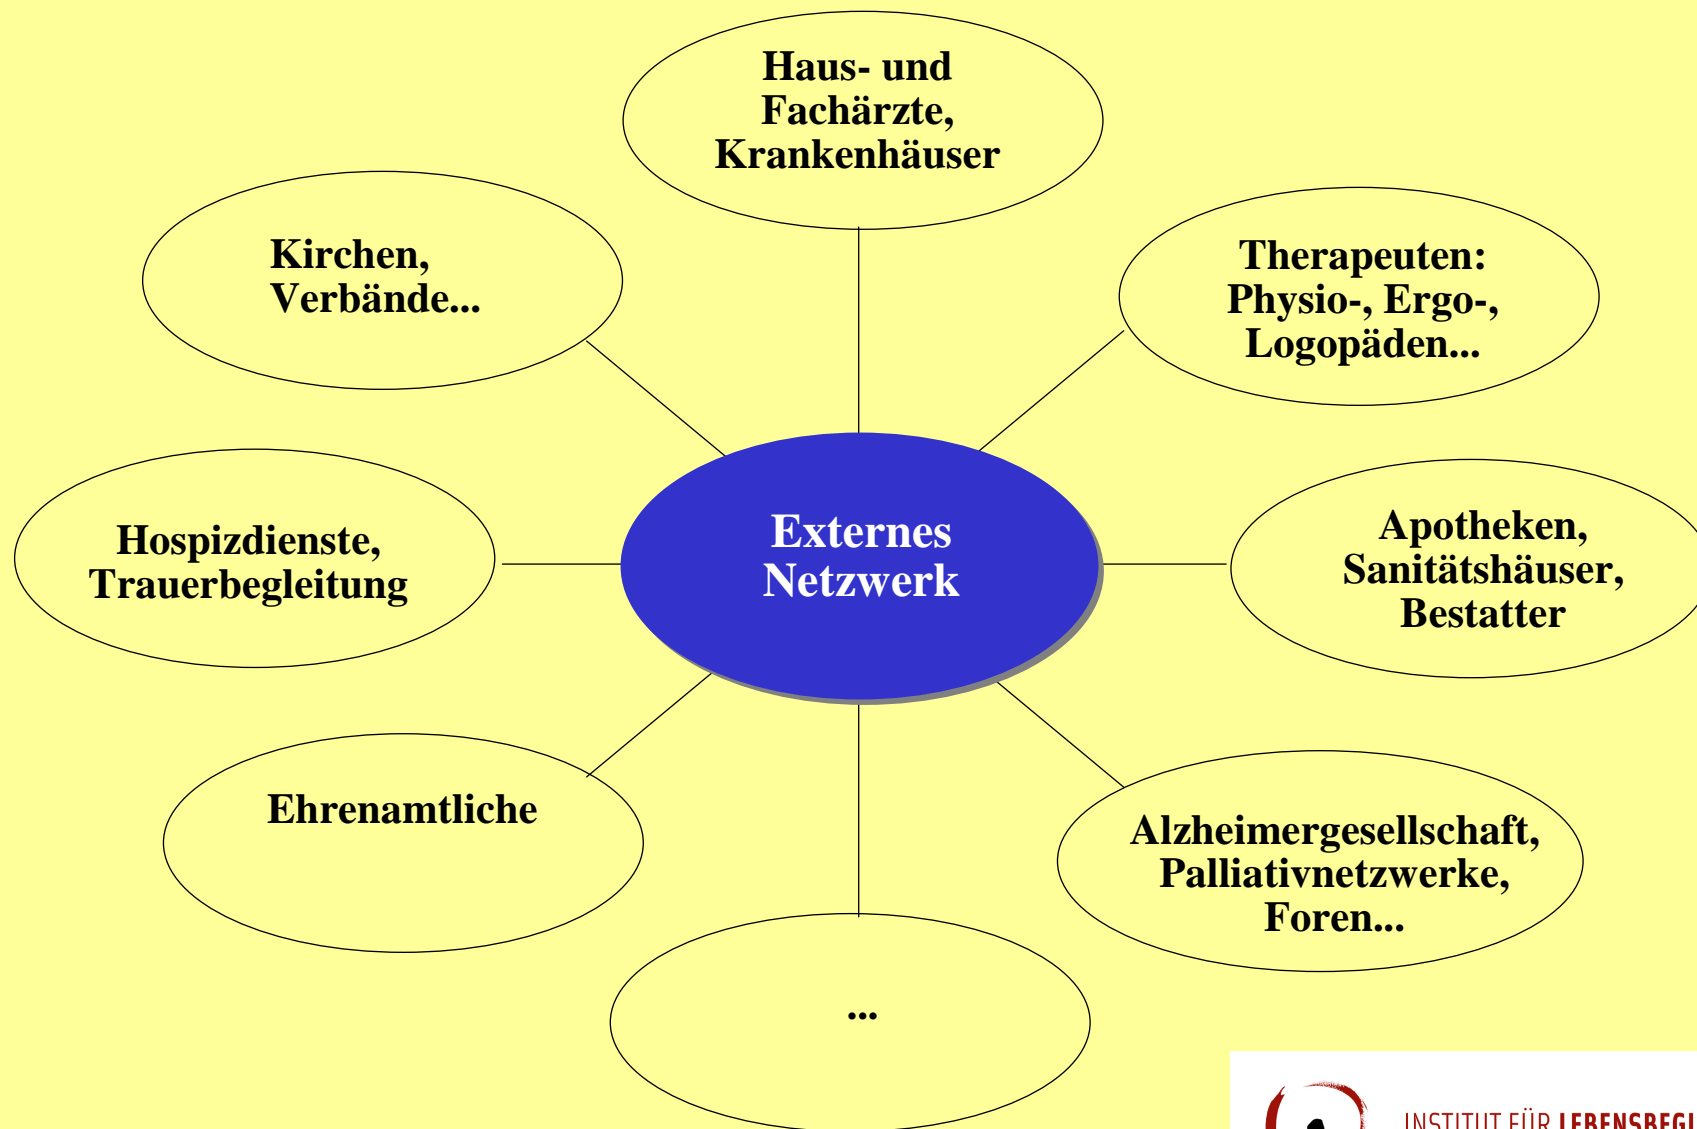 Haus- und
Fachärzte,
Krankenhäuser
Kirchen,
Verbände...
Therapeuten:
Physio-, Ergo-,
Logopäden...
Hospizdienste,
Trauerbegleitung
Externes
Netzwerk
Apotheken,
Sanitätshäuser,
Bestatter
Ehrenamtliche
Alzheimergesellschaft,
Palliativnetzwerke,
Foren...
...
INSTITUT FÜR